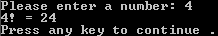 Please enter a number: 4
4! = 24
Press any key to continue .